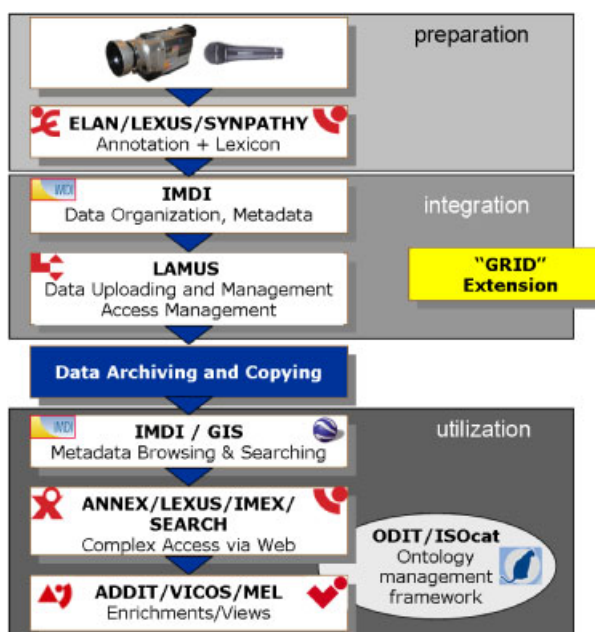 preparation
ELAN/LEXUS/SYNPATHY
Annotation + Lexicon
IMDI
IMDI
Data Organization, Metadata
integration
LAMUS
Data Uploading and Management
Access Management
"GRID"
Extension
Data Archiving and Copying
utilization
IMDI
IMDI / GIS
Metadata Browsing & Searching
ANNEX/LEXUS/IMEX/
SEARCH
Complex Access via Web
ODIT/ISOcat
Ontology
management
framework
ADDIT/VICOS/MEL
Enrichments/Views